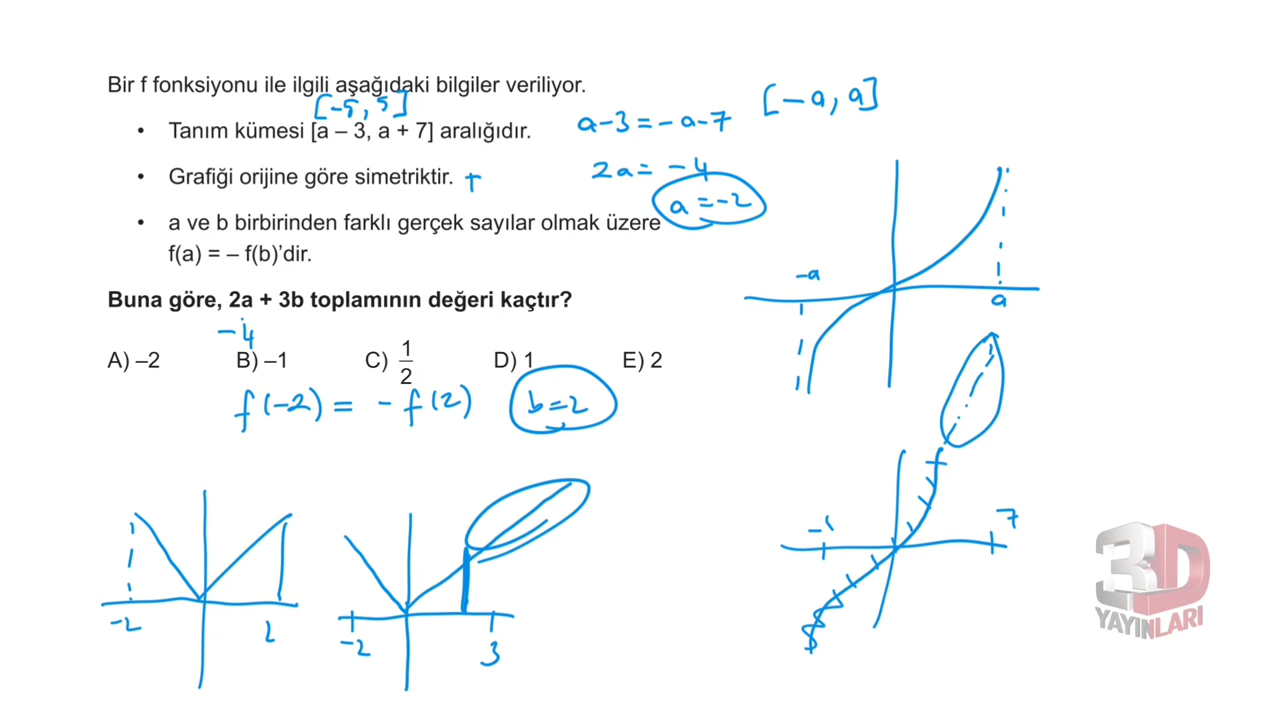 Bir f fonksiyonu ile ilgili aşağıdaki bilgiler veriliyor.
[-5, 5]
[-a, a]
• Tanım kümesi [a – 3, a + 7] aralığıdır.
a-3=-a-7
2a = -4
• Grafiği orijine göre simetriktir.
a = -2
• a ve b birbirinden farklı gerçek sayılar olmak üzere
f(a) = – f(b)'dir.
-a
a
Buna göre, 2a + 3b toplamının değeri kaçtır?
-4
A) –2 B) –1 C) 1/2 D) 1 E) 2
f(-2) = - f(2) b=2
7
-2 2
-2 3
3D
YAYINLARI